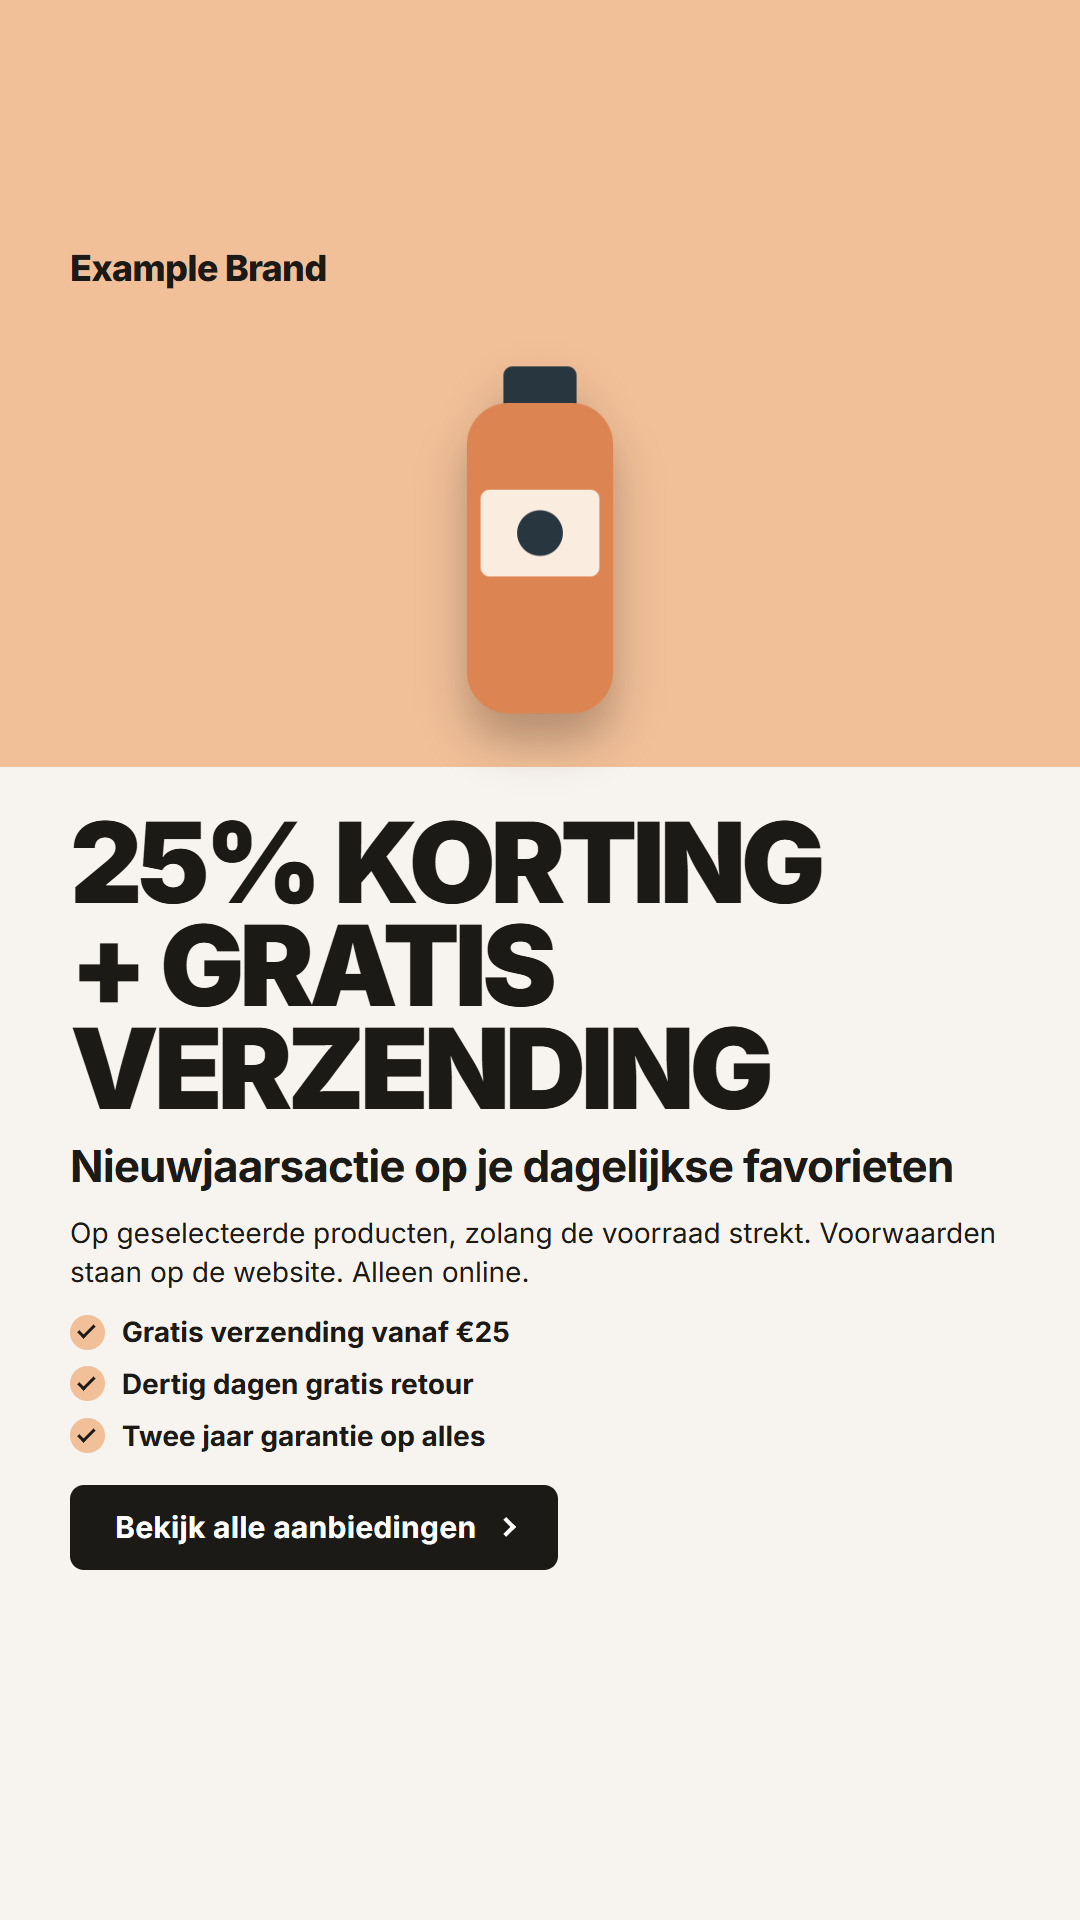 Example Brand
25% KORTING
+ GRATIS
VERZENDING
Nieuwjaarsactie op je dagelijkse favorieten
Op geselecteerde producten, zolang de voorraad strekt. Voorwaarden
staan op de website. Alleen online.
Gratis verzending vanaf €25
Dertig dagen gratis retour
Twee jaar garantie op alles
Bekijk alle aanbiedingen